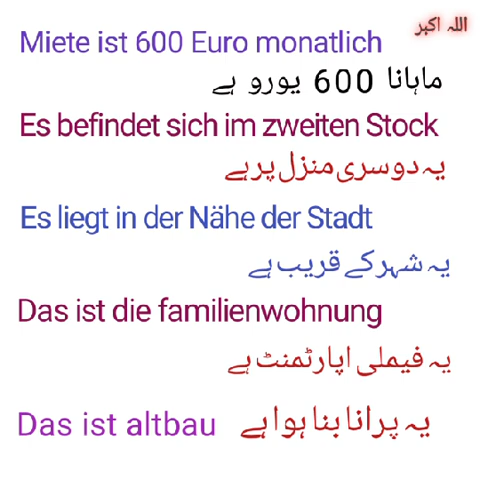 اللہ اکبر
Miete ist 600 Euro monatlich
ماہانا 600 یورو ہے
Es befindet sich im zweiten Stock
یہ دوسری منزل پر ہے
Es liegt in der Nähe der Stadt
یہ شہر کے قریب ہے
Das ist die familienwohnung
یہ فیملی اپارٹمنٹ ہے
Das ist altbau یہ پرانا بنا ہوا ہے